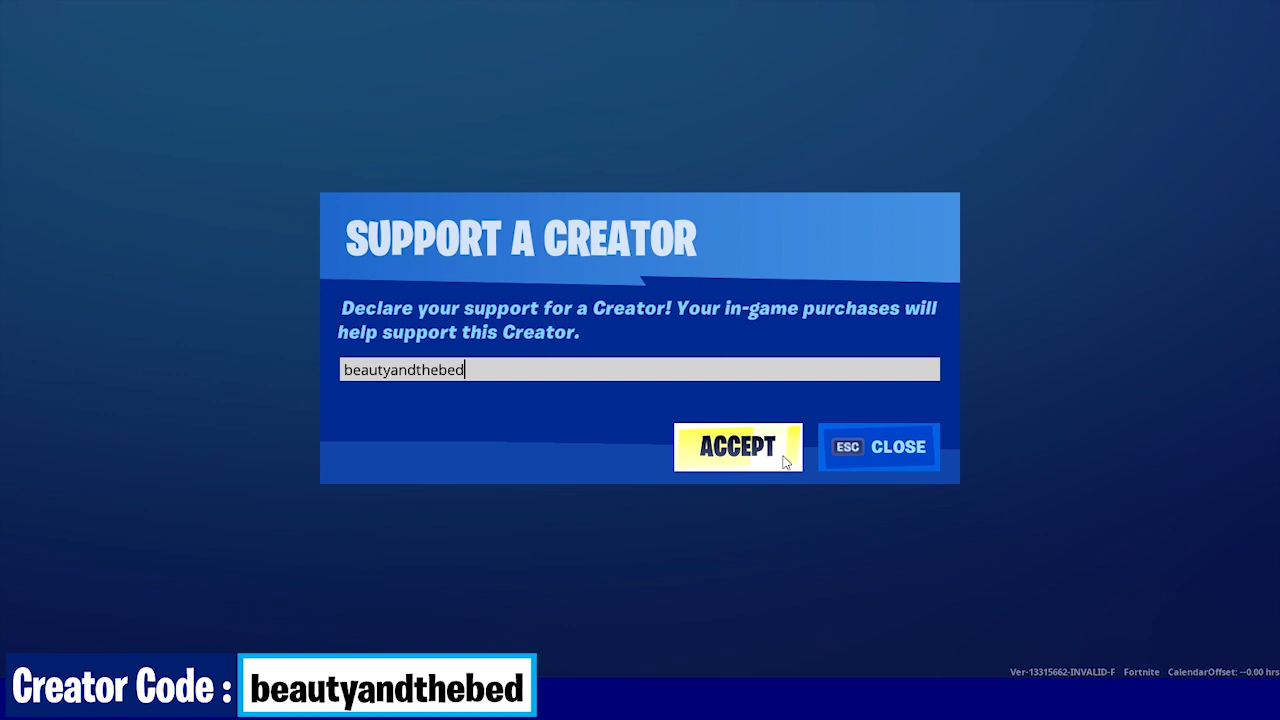 SUPPORT A CREATOR
Declare your support for a Creator! Your in-game purchases will
help support this Creator.
beautyandthebed
ACCEPT
ESC CLOSE
Ver-13315662-INVALID-F Fortnite CalendarOffset: --0.00 hrs
Creator Code : beautyandthebed